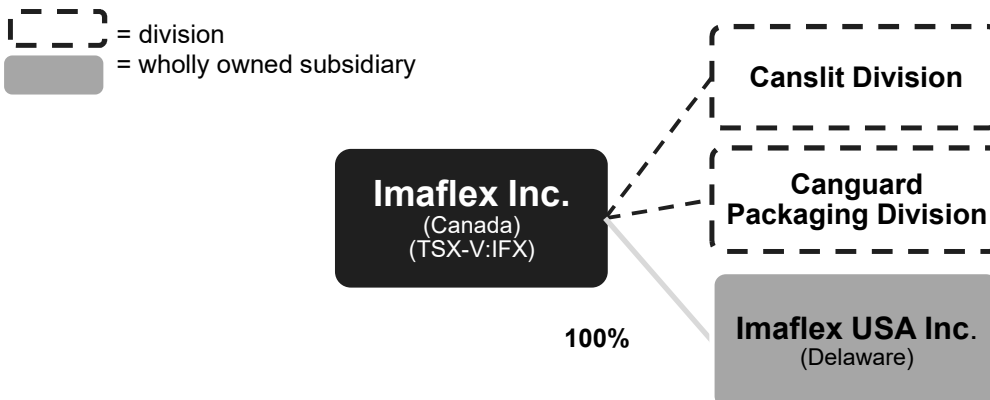 = division
= wholly owned subsidiary
Canslit Division
Canguard
Packaging Division
Imaflex Inc.
(Canada)
(TSX-V:IFX)
100%
Imaflex USA Inc.
(Delaware)